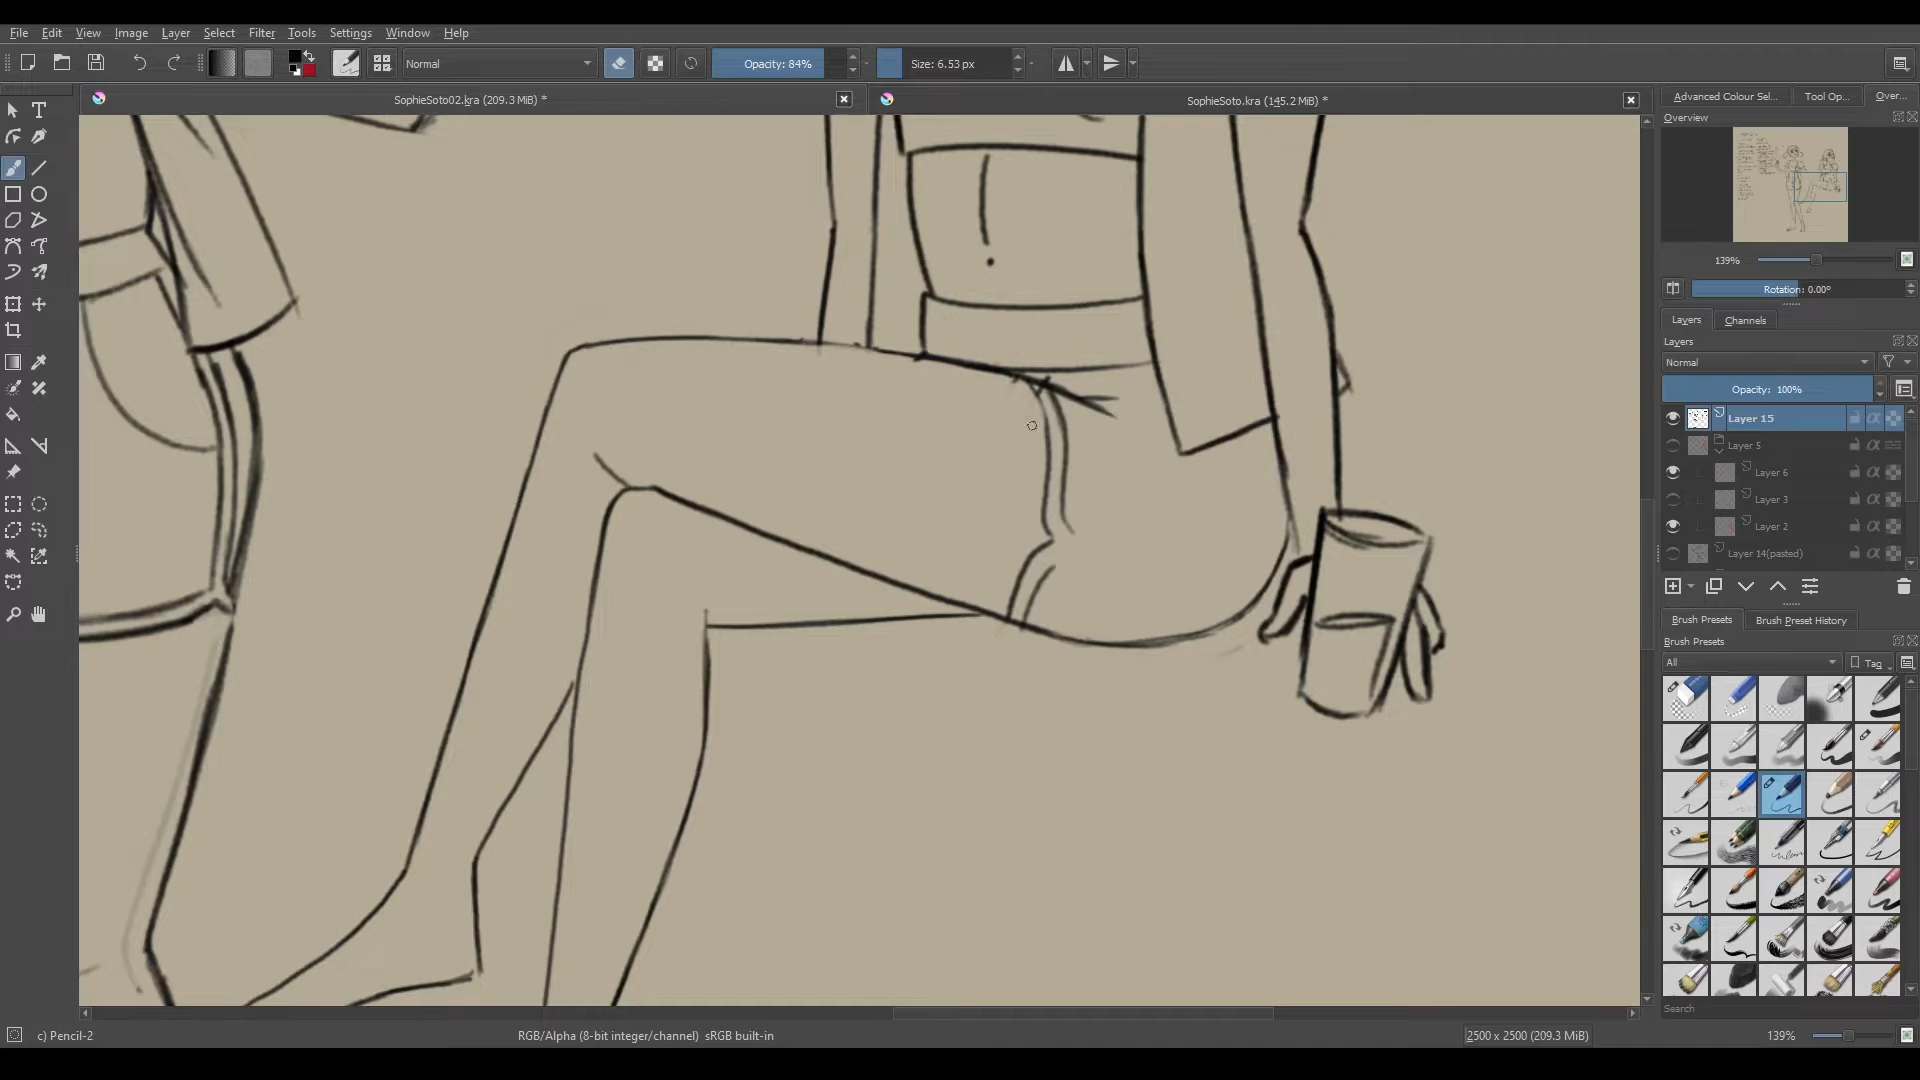 File Edit View Image Layer Select Filter Tools Settings Window Help
Normal Opacity: 84% Size: 6.53 px
SophieSoto02.kra (209.3 MiB) * SophieSoto.kra (145.2 MiB) *
Advanced Colour Sel... Tool Op... Over...
Overview
139%
Rotation: 0.00°
Layers Channels
Layers
Normal
Opacity: 100%
Layer 15
Layer 5
Layer 6
Layer 3
Layer 2
Layer 14(pasted)
Brush Presets Brush Preset History
Brush Presets
All Tag
Search
c) Pencil-2 RGB/Alpha (8-bit integer/channel) sRGB built-in 2500 x 2500 (209.3 MiB) 139%